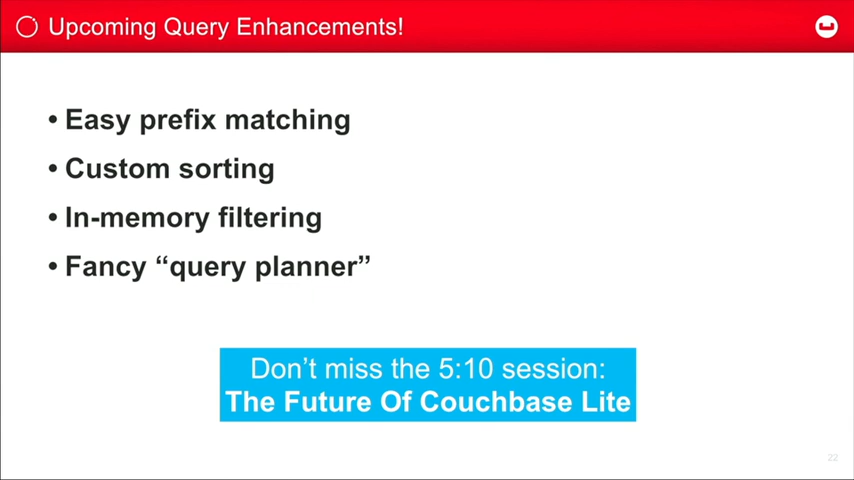 Upcoming Query Enhancements!
• Easy prefix matching
• Custom sorting
• In-memory filtering
• Fancy “query planner”
Don’t miss the 5:10 session:
The Future Of Couchbase Lite
22